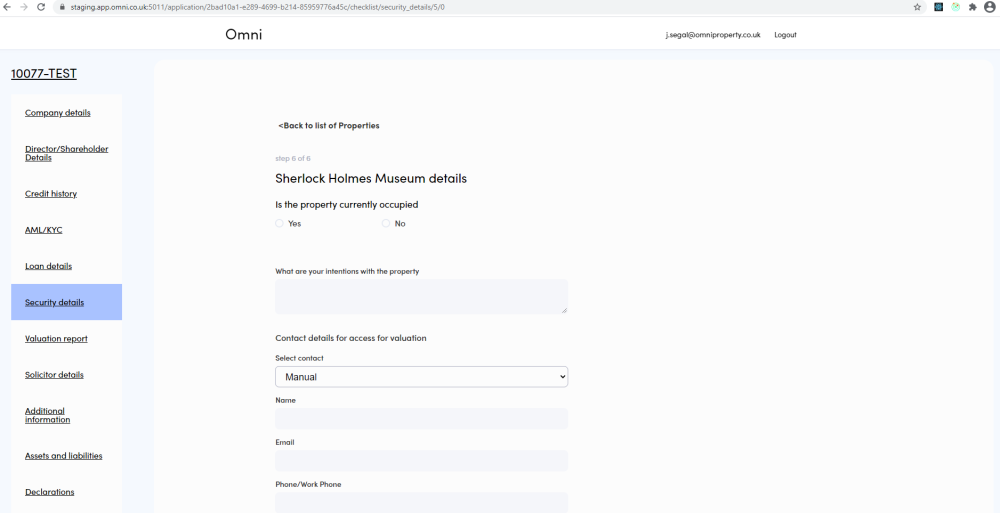 staging.app.omni.co.uk:5011/application/2bad10a1-e289-4699-b214-85959776a45c/checklist/security_details/5/0
Omni
j.segal@omniproperty.co.uk
Logout
10077-TEST
Company details
Director/Shareholder
Details
Credit history
AML/KYC
Loan details
Security details
Valuation report
Solicitor details
Additional
information
Assets and liabilities
Declarations
<Back to list of Properties
step 6 of 6
Sherlock Holmes Museum details
Is the property currently occupied
Yes
No
What are your intentions with the property
Contact details for access for valuation
Select contact
Manual
Name
Email
Phone/Work Phone